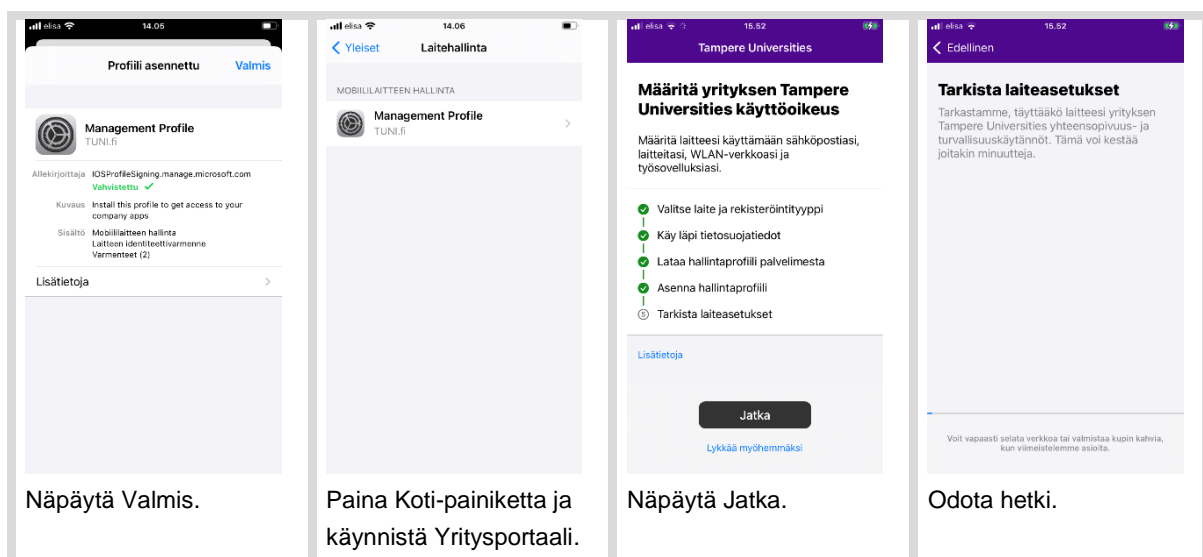 elisa 14.05
Profiili asennettu Valmis
Management Profile
TUNI.fi
Allekirjoittaja IOSProfileSigning.manage.microsoft.com
Vahvistettu ✓
Kuvaus Install this profile to get access to your
company apps
Sisältö Mobiililaitteen hallinta
Laitteen identiteettivarmenne
Varmenteet (2)
Lisätietoja
Näpäytä Valmis.
elisa 14.06
Yleiset Laitehallinta
MOBIILILAITTEEN HALLINTA
Management Profile
TUNI.fi
Paina Koti-painiketta ja
käynnistä Yritysportaali.
elisa 15.52
Tampere Universities
Määritä yrityksen Tampere
Universities käyttöoikeus
Määritä laitteesi käyttämään sähköpostiasi,
laitteitasi, WLAN-verkkoasi ja
työsovelluksiasi.
Valitse laite ja rekisteröintityyppi
Käy läpi tietosuojatiedot
Lataa hallintaprofiili palvelimesta
Asenna hallintaprofiili
5 Tarkista laiteasetukset
Lisätietoja
Jatka
Lykkää myöhemmäksi
Näpäytä Jatka.
elisa 15.52
Edellinen
Tarkista laiteasetukset
Tarkastamme, täyttääkö laitteesi yrityksen
Tampere Universities yhteensopivuus- ja
turvallisuuskäytännöt. Tämä voi kestää
joitakin minuutteja.
Voit vapaasti selata verkkoa tai valmistaa kupin kahvia,
kun viimeistelemme asioita.
Odota hetki.